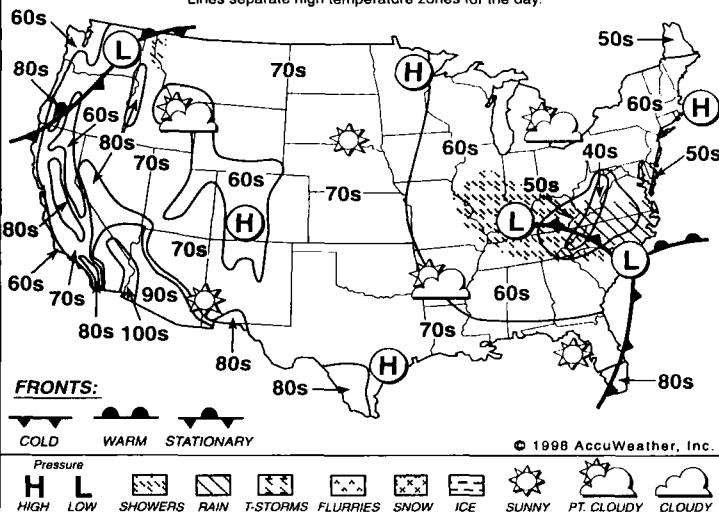 Lines separate high temperature zones for the day.
60s
L
50s
80s
70s
H
60s
H
60s
80s
60s
40s
50s
70s
60s
50s
70s
L
80s
H
70s
L
60s
70s
90s
60s
80s
100s
70s
80s
H
80s
80s
FRONTS:
COLD WARM STATIONARY
© 1998 AccuWeather, Inc.
Pressure
H L
HIGH LOW SHOWERS RAIN T-STORMS FLURRIES SNOW ICE SUNNY PT. CLOUDY CLOUDY